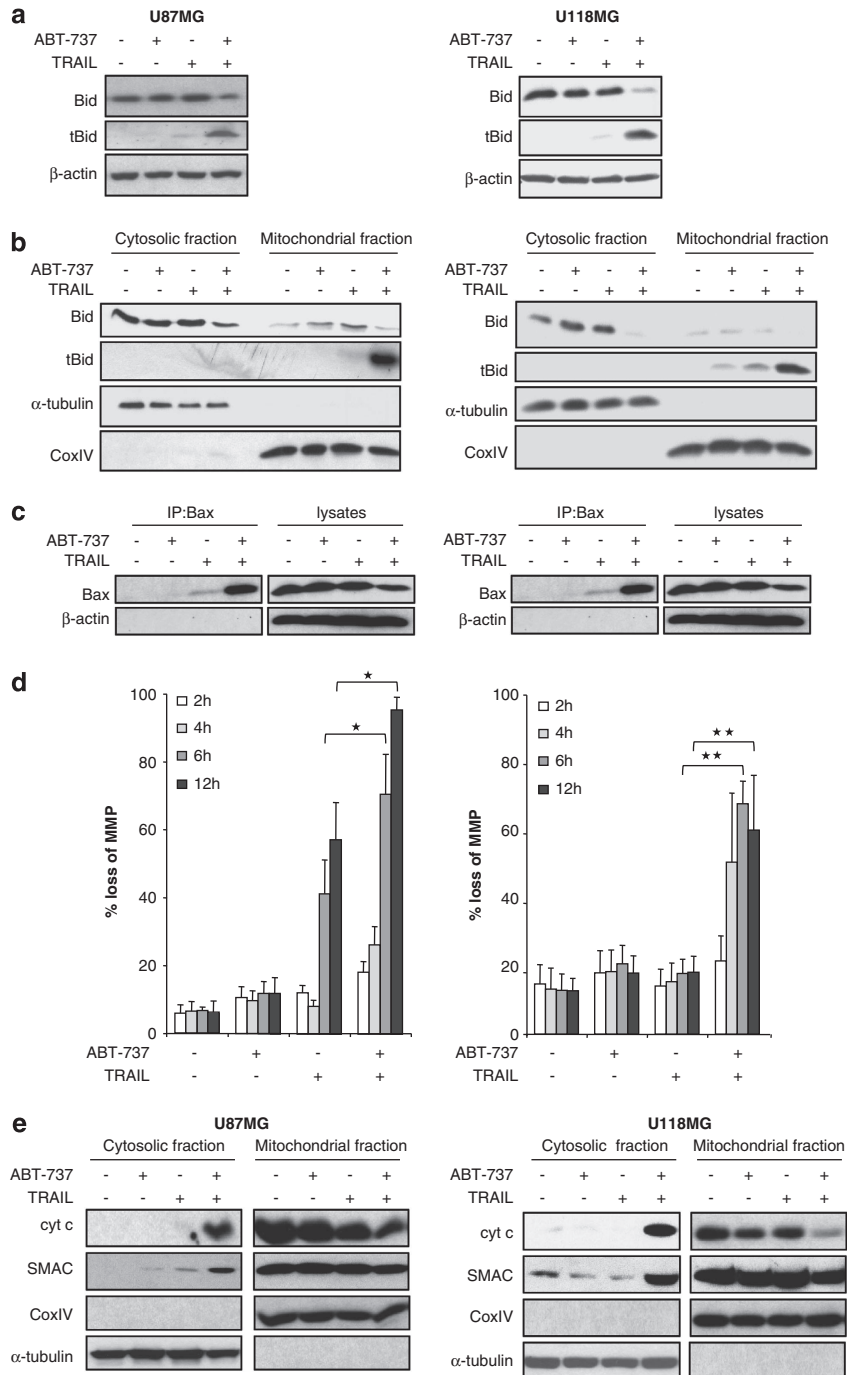 a
U87MG U118MG
ABT-737 - + - + ABT-737 - + - +
TRAIL - - + + TRAIL - - + +
Bid Bid
tBid tBid
β-actin β-actin
b
Cytosolic fraction Mitochondrial fraction Cytosolic fraction Mitochondrial fraction
ABT-737 - + - + - + - + ABT-737 - + - + - + - +
TRAIL - - + + - - + + TRAIL - - + + - - + +
Bid Bid
tBid tBid
α-tubulin α-tubulin
CoxIV CoxIV
c
IP:Bax lysates IP:Bax lysates
ABT-737 - + - + - + - + ABT-737 - + - + - + - +
TRAIL - - + + - - + + TRAIL - - + + - - + +
Bax Bax
β-actin β-actin
d
% loss of MMP
100
80
60
40
20
0
2h
4h
6h
12h
★
★
ABT-737 - + - +
TRAIL - - + +
% loss of MMP
100
80
60
40
20
0
2h
4h
6h
12h
★★
★★
ABT-737 - + - +
TRAIL - - + +
e
U87MG U118MG
Cytosolic fraction Mitochondrial fraction Cytosolic fraction Mitochondrial fraction
ABT-737 - + - + - + - + ABT-737 - + - + - + - +
TRAIL - - + + - - + + TRAIL - - + + - - + +
cyt c cyt c
SMAC SMAC
CoxIV CoxIV
α-tubulin α-tubulin